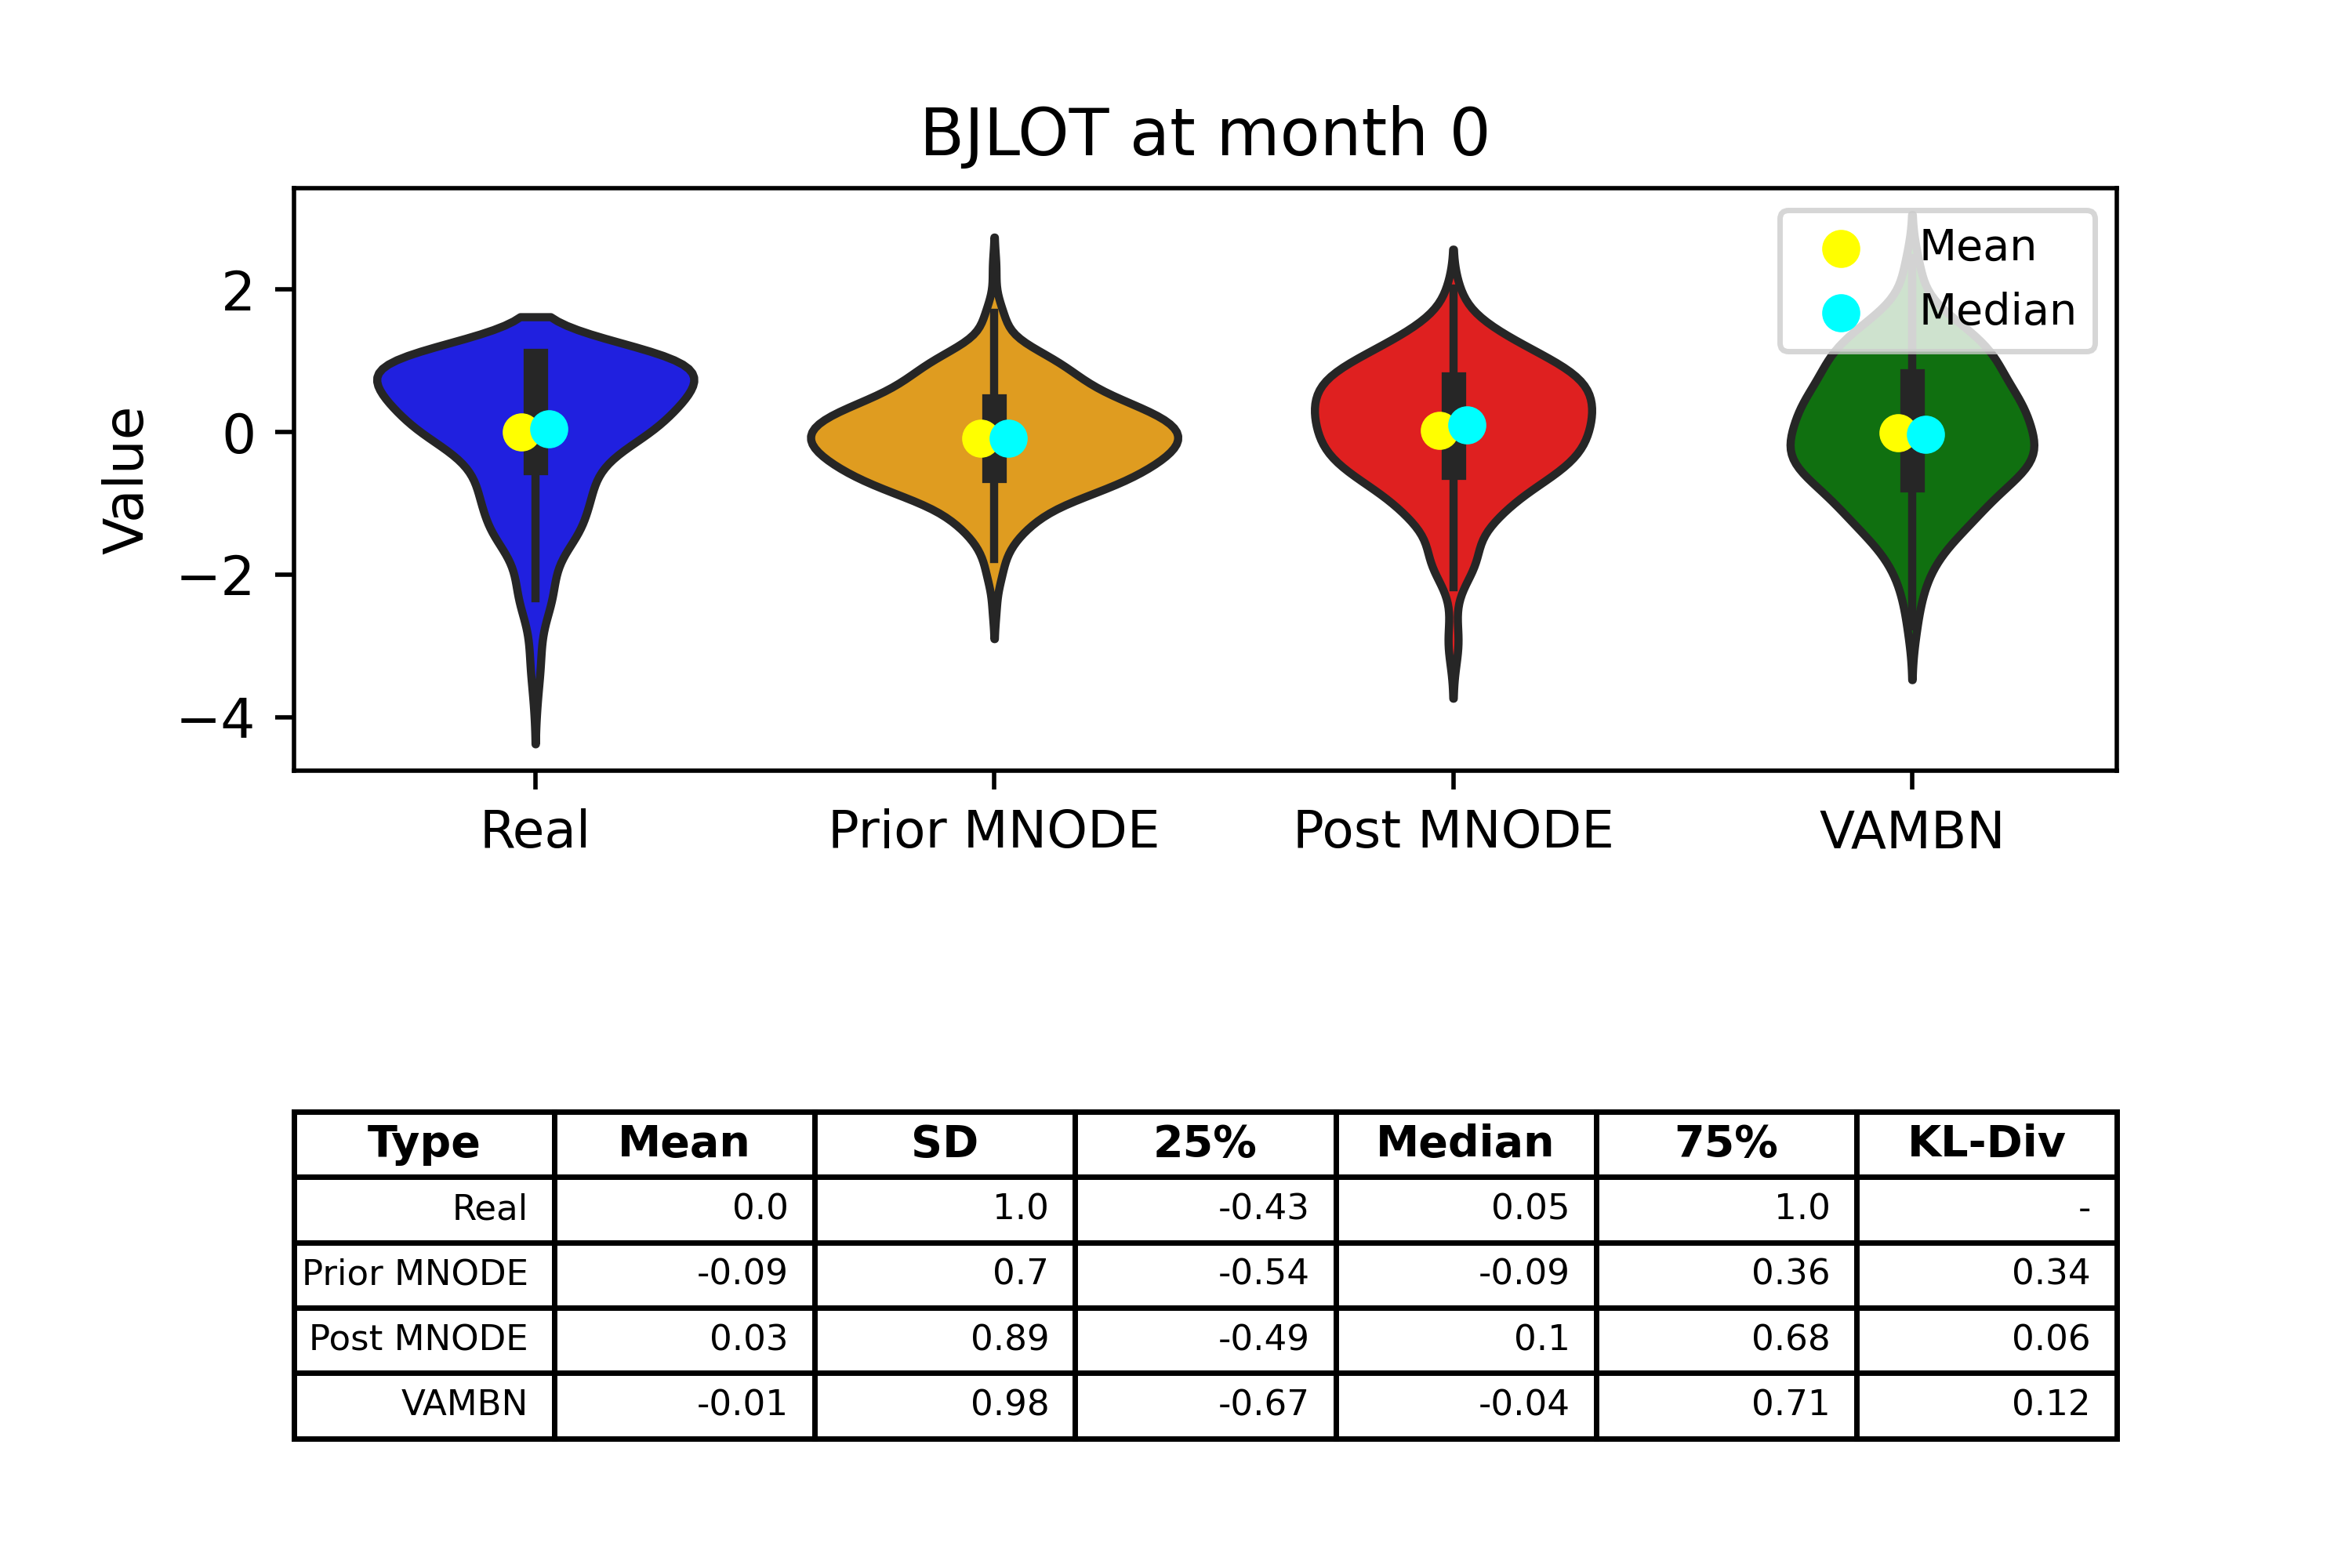 BJLOT at month 0
Mean
Median
Value
2
0
−2
−4
Real Prior MNODE Post MNODE VAMBN
Type Mean SD 25% Median 75% KL-Div
Real 0.0 1.0 -0.43 0.05 1.0 -
Prior MNODE -0.09 0.7 -0.54 -0.09 0.36 0.34
Post MNODE 0.03 0.89 -0.49 0.1 0.68 0.06
VAMBN -0.01 0.98 -0.67 -0.04 0.71 0.12